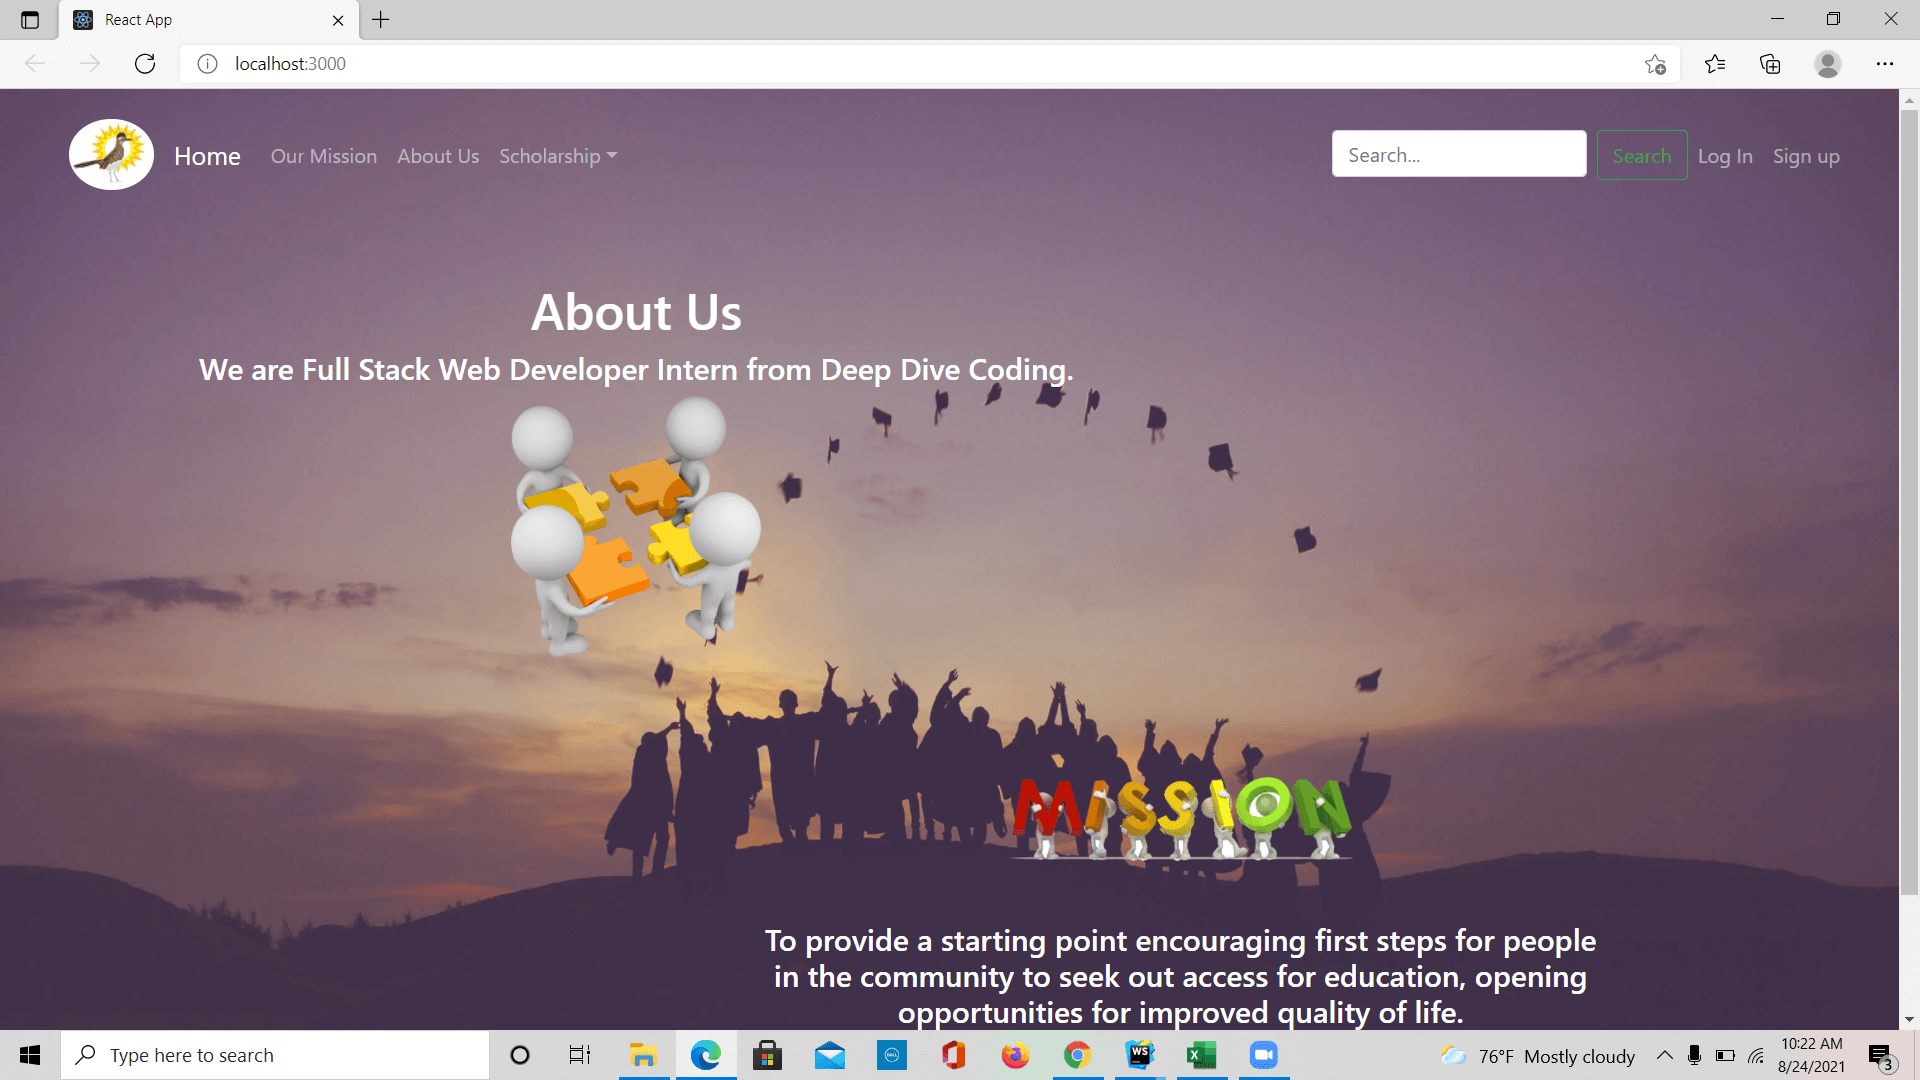 React App
localhost:3000
Home
Our Mission
About Us
Scholarship
Search...
Search
Log In
Sign up
About Us
We are Full Stack Web Developer Intern from Deep Dive Coding.
MiSSION
To provide a starting point encouraging first steps for people
in the community to seek out access for education, opening
opportunities for improved quality of life.
Type here to search
DELL
WS
76°F Mostly cloudy
10:22 AM
8/24/2021
3